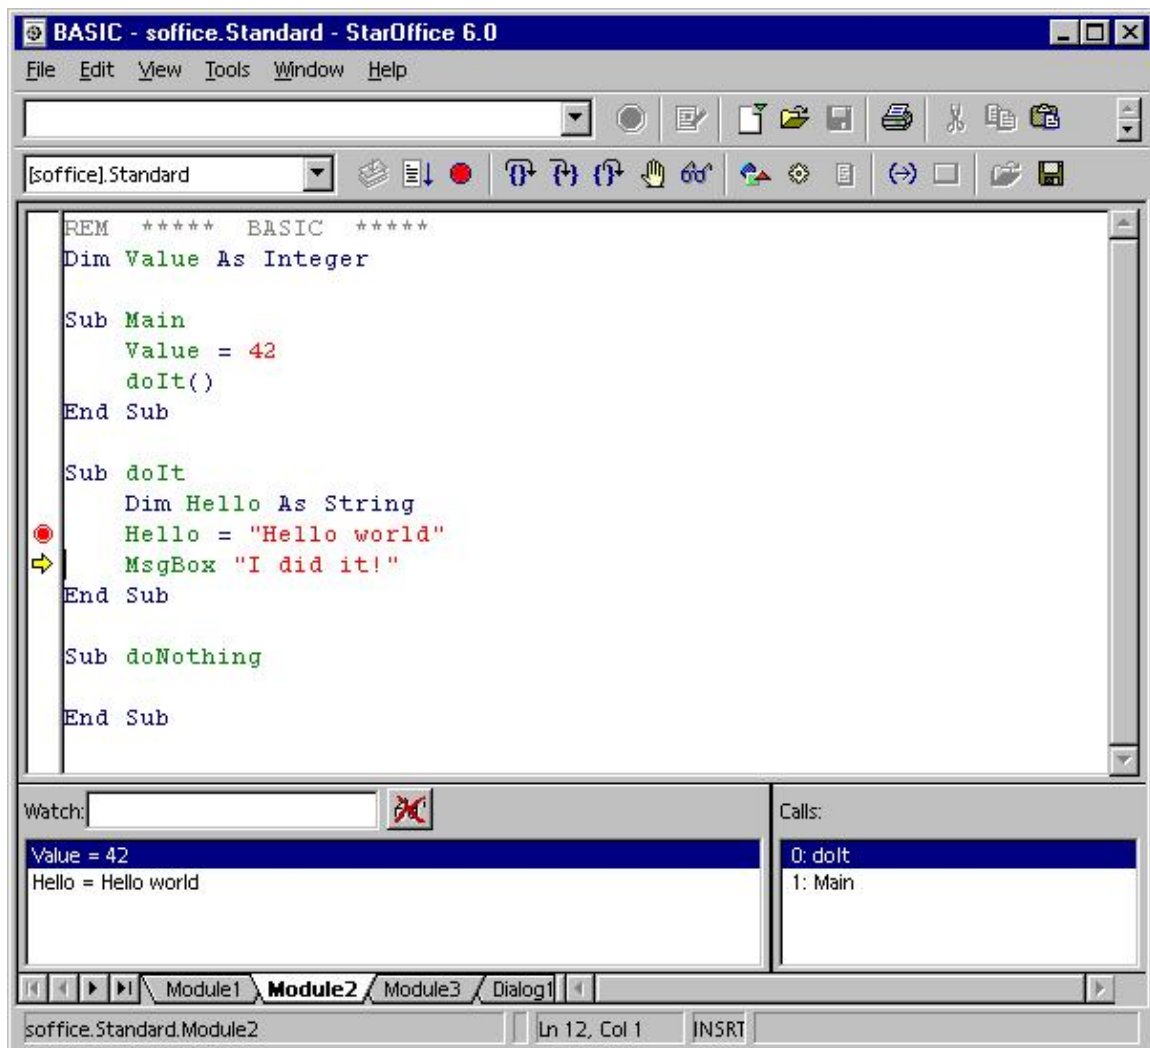 BASIC - soffice.Standard - StarOffice 6.0
File Edit View Tools Window Help
[soffice].Standard
REM ***** BASIC *****
Dim Value As Integer
Sub Main
Value = 42
doIt()
End Sub
Sub doIt
Dim Hello As String
Hello = "Hello world"
MsgBox "I did it!"
End Sub
Sub doNothing
End Sub
Watch:
Calls:
Value = 42
0: doIt
Hello = Hello world
1: Main
Module1 Module2 Module3 Dialog1
soffice.Standard.Module2 Ln 12, Col 1 INSRT